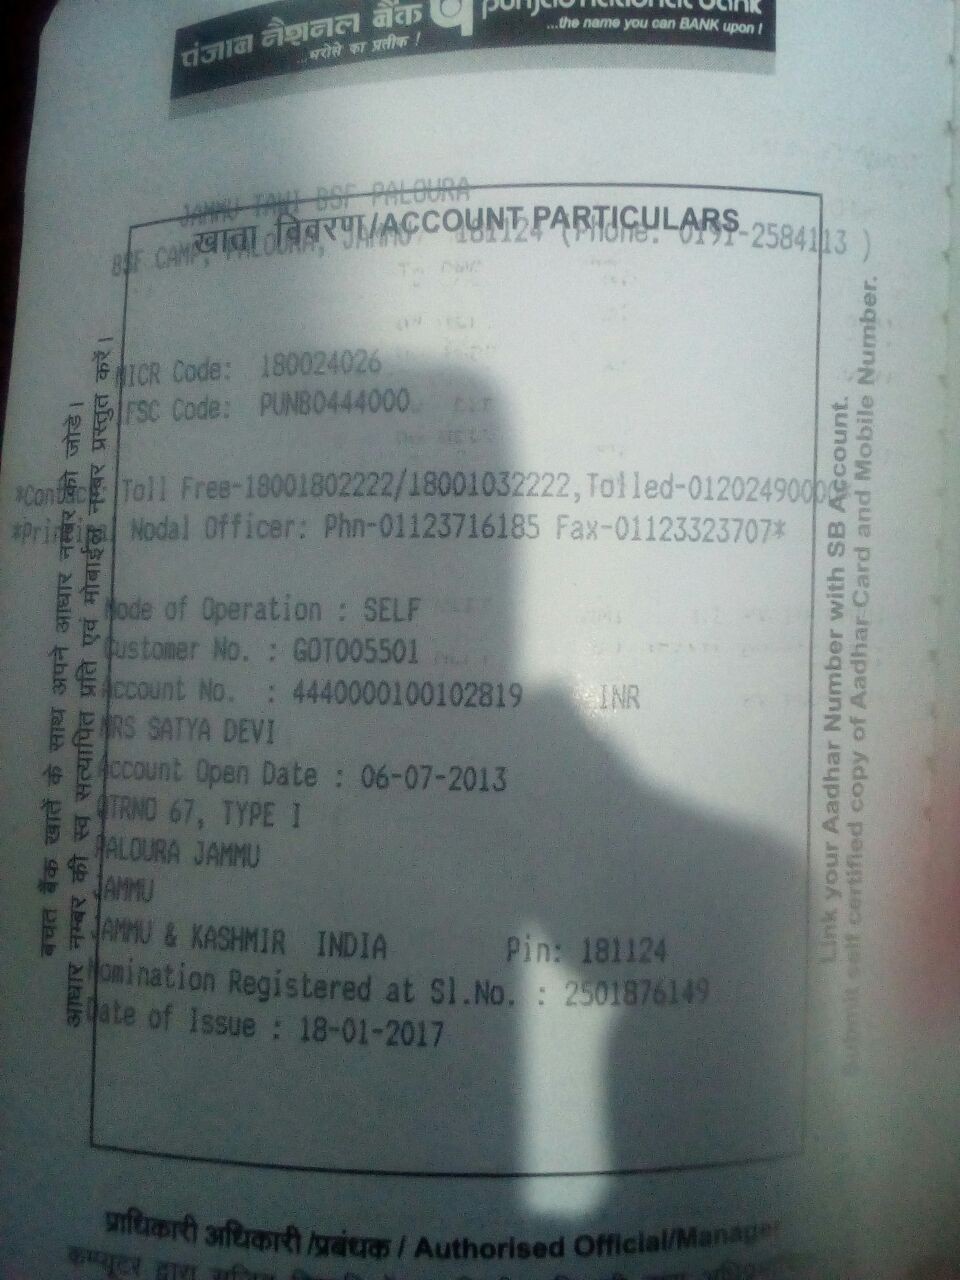 पंजाब नैशनल बैंक punjab national bank
...भरोसे का प्रतीक ! ...the name you can BANK upon !
JAMMU TAWI BSF PALOURA
खाता विवरण/ACCOUNT PARTICULARS
BSF CAMP, PALOURA, JAMMU 181124 (Phone: 0191-2584113 )
MICR Code: 180024026
IFSC Code: PUNB0444000
*Contact: Toll Free-18001802222/18001032222,Tolled-01202490000*
*Principal Nodal Officer: Phn-01123716185 Fax-01123323707*
Mode of Operation : SELF
Customer No. : GOT005501
Account No. : 4440000100102819 INR
MRS SATYA DEVI
Account Open Date : 06-07-2013
QTRNO 67, TYPE I
PALOURA JAMMU
JAMMU
JAMMU & KASHMIR INDIA Pin: 181124
Nomination Registered at Sl.No. : 2501876149
Date of Issue : 18-01-2017
बचत बैंक खाते के साथ अपने आधार नम्बर को जोडे।
आधार नम्बर की स्व सत्यापित प्रति एवं मोबाईल नम्बर प्रस्तुत करें।
Link your Aadhar Number with SB Account.
Submit self certified copy of Aadhar Card and Mobile Number.
प्राधिकारी अधिकारी/प्रबंधक / Authorised Official/Manager
कम्प्यूटर द्वारा